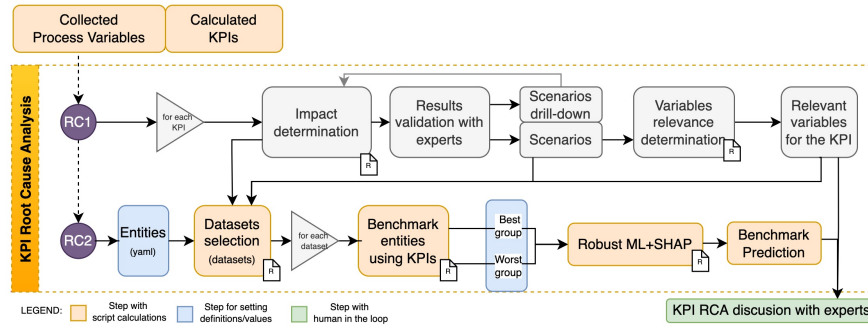 Collected
Process Variables
Calculated
KPIs
KPI Root Cause Analysis
RC1
for each
KPI
Impact
determination
R
Results
validation with
experts
Scenarios
drill-down
Scenarios
Variables
relevance
determination
R
Relevant
variables
for the KPI
RC2
Entities
(yaml)
Datasets
selection
(datasets)
R
for each
dataset
Benchmark
entities
using KPIs
R
Best
group
Worst
group
Robust ML+SHAP
R
Benchmark
Prediction
KPI RCA discusion with experts
LEGEND:
Step with
script calculations
Step for setting
definitions/values
Step with
human in the loop